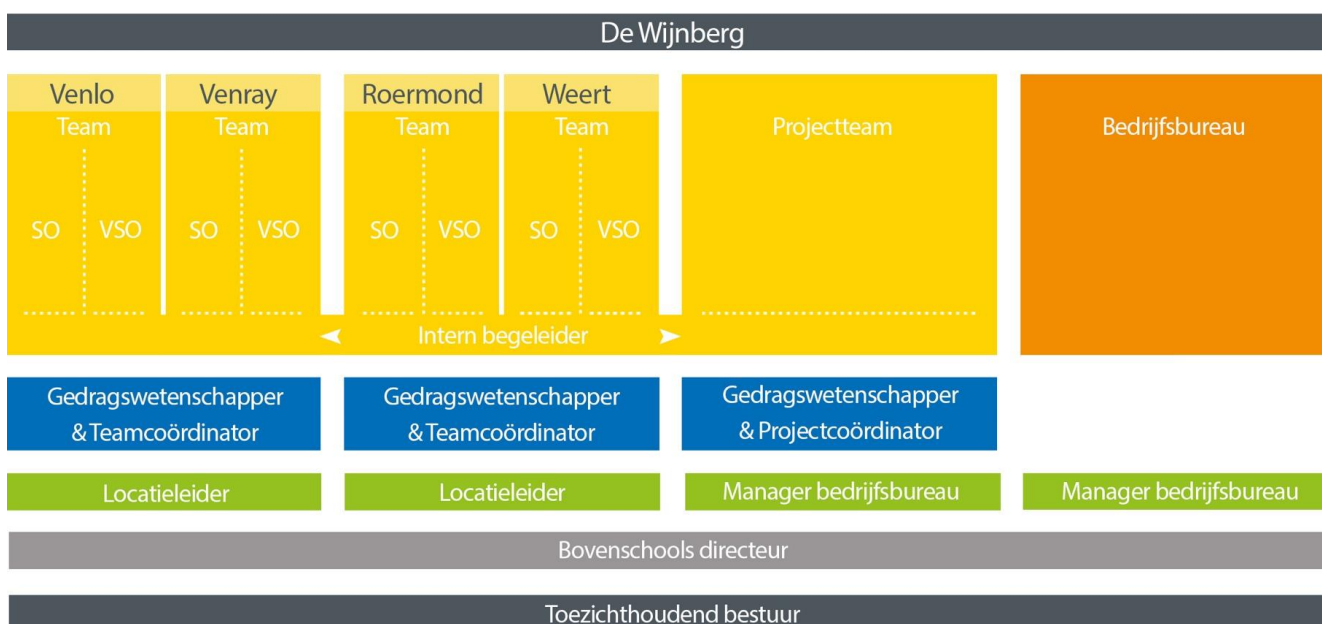 De Wijnberg
Venlo
Venray
Roermond
Weert
Team
Team
Team
Team
Projectteam
Bedrijfsbureau
SO
VSO
SO
VSO
SO
VSO
SO
VSO
Intern begeleider
Gedragswetenschapper
& Teamcoördinator
Gedragswetenschapper
& Teamcoördinator
Gedragswetenschapper
& Projectcoördinator
Locatieleider
Locatieleider
Manager bedrijfsbureau
Manager bedrijfsbureau
Bovenschools directeur
Toezichthoudend bestuur